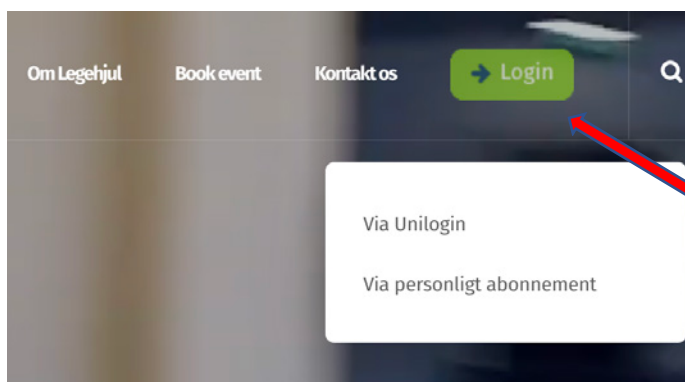 Om Legehjul Book event Kontakt os Login
Via Unilogin
Via personligt abonnement